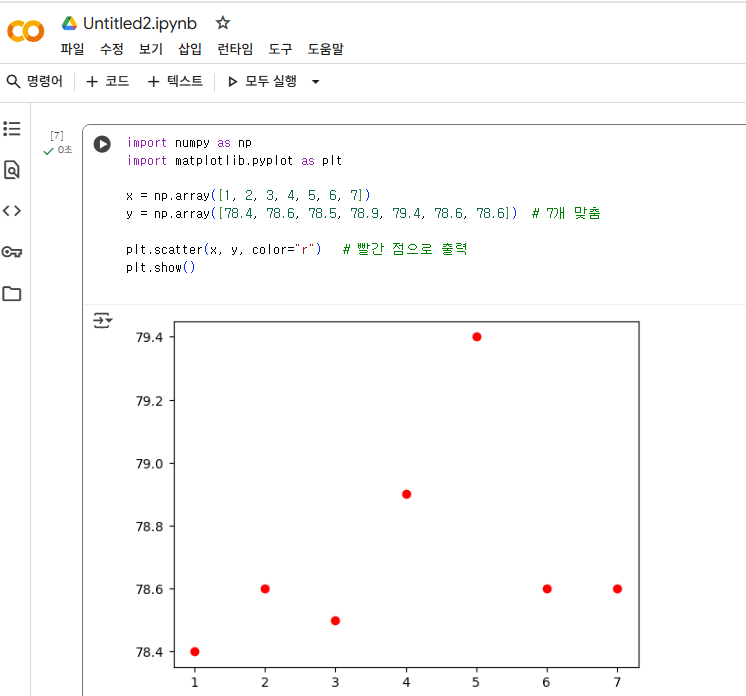 Untitled2.ipynb
파일 수정 보기 삽입 런타임 도구 도움말
명령어 + 코드 + 텍스트 모두 실행
[7]
0초
import numpy as np
import matplotlib.pyplot as plt
x = np.array([1, 2, 3, 4, 5, 6, 7])
y = np.array([78.4, 78.6, 78.5, 78.9, 79.4, 78.6, 78.6]) # 7개 맞춤
plt.scatter(x, y, color="r") # 빨간 점으로 출력
plt.show()
79.4
79.2
79.0
78.8
78.6
78.4
1 2 3 4 5 6 7